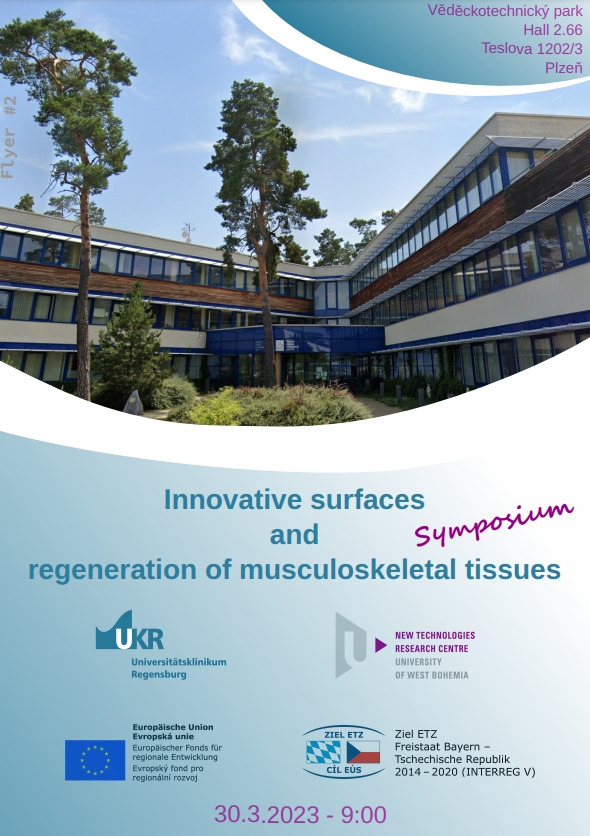 Věděckotechnický park
Hall 2.66
Teslova 1202/3
Plzeň
Flyer #2
Innovative surfaces
and
Symposium
regeneration of musculoskeletal tissues
UKR
Universitätsklinikum
Regensburg
NEW TECHNOLOGIES
RESEARCH CENTRE
UNIVERSITY
OF WEST BOHEMIA
Europäische Union
Evropská unie
Europäischer Fonds für
regionale Entwicklung
Evropský fond pro
regionální rozvoj
ZIEL ETZ
CÍL EÚS
Ziel ETZ
Freistaat Bayern –
Tschechische Republik
2014 – 2020 (INTERREG V)
30.3.2023 - 9:00